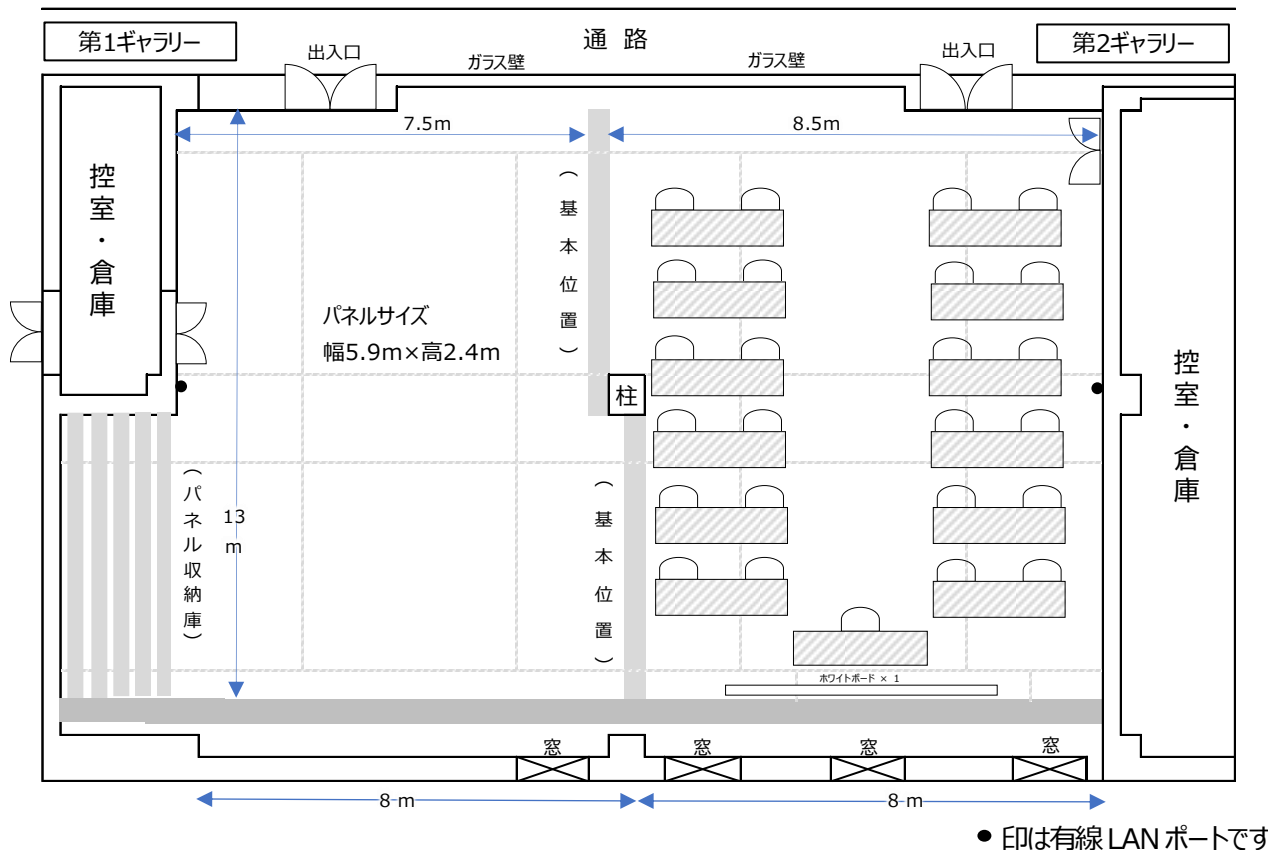 第1ギャラリー
通 路
第2ギャラリー
出入口
ガラス壁
ガラス壁
出入口
7.5m
8.5m
控室・倉庫
（基本位置）
パネルサイズ
幅5.9m×高2.4m
柱
控室・倉庫
（パネル収納庫）
13
m
（基本位置）
ホワイトボード × 1
窓
窓
窓
窓
8 m
8 m
● 印は有線 LAN ポートです